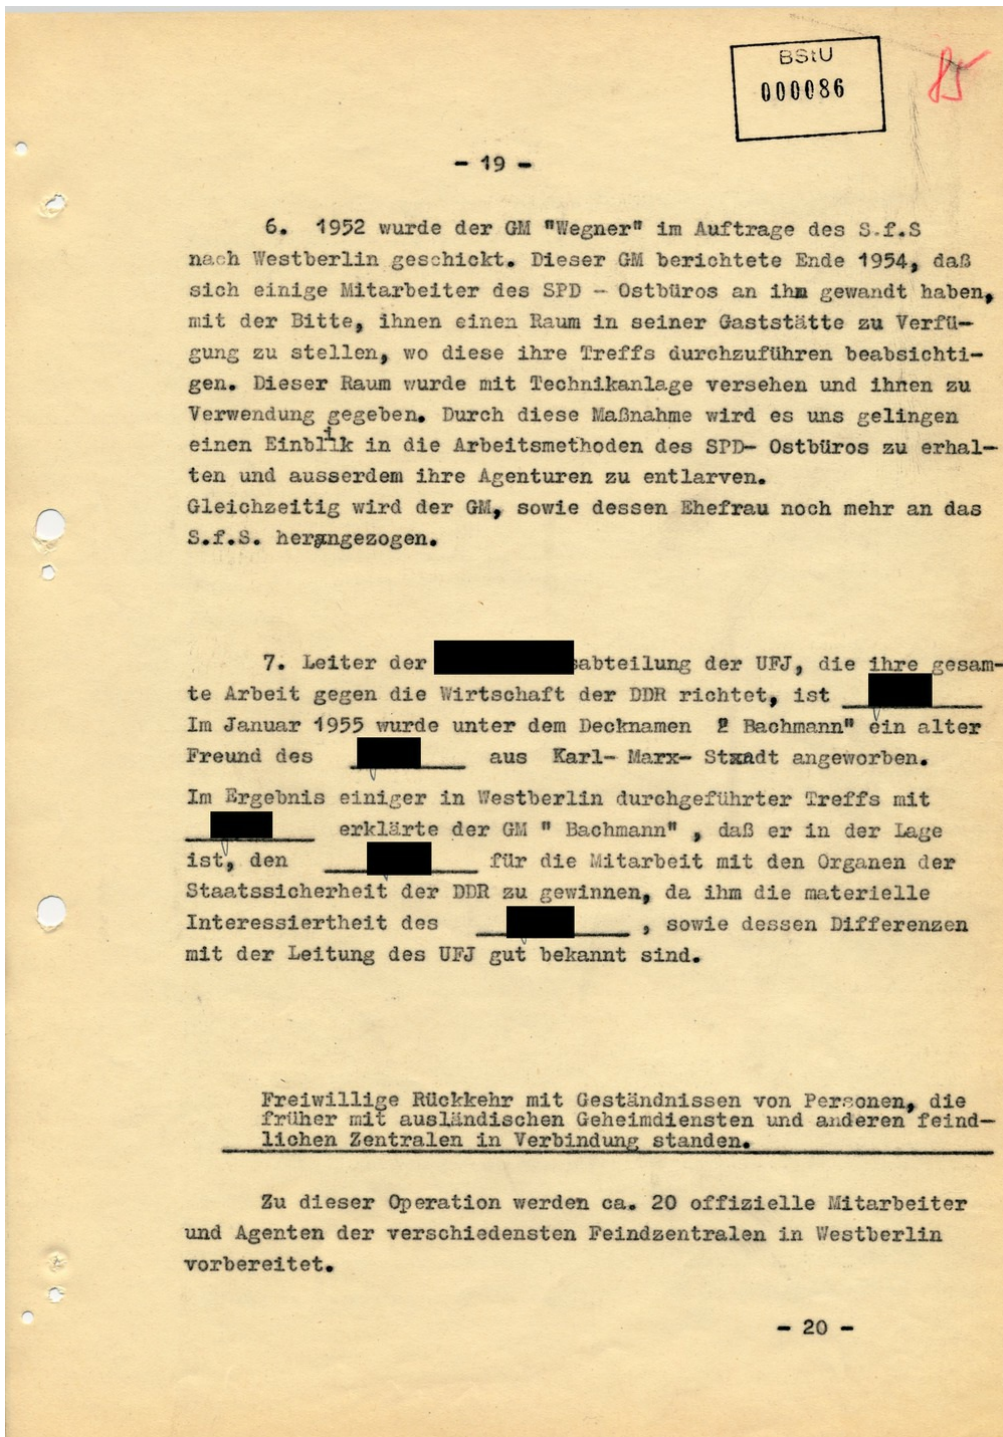 BStU
000086
85
- 19 -
6. 1952 wurde der GM "Wegner" im Auftrage des S.f.S
nach Westberlin geschickt. Dieser GM berichtete Ende 1954, daß
sich einige Mitarbeiter des SPD - Ostbüros an ihn gewandt haben,
mit der Bitte, ihnen einen Raum in seiner Gaststätte zu Verfü-
gung zu stellen, wo diese ihre Treffs durchzuführen beabsichti-
gen. Dieser Raum wurde mit Technikanlage versehen und ihnen zu
Verwendung gegeben. Durch diese Maßnahme wird es uns gelingen
einen Einblik in die Arbeitsmethoden des SPD- Ostbüros zu erhal-
ten und ausserdem ihre Agenturen zu entlarven.
Gleichzeitig wird der GM, sowie dessen Ehefrau noch mehr an das
S.f.S. herangezogen.
7. Leiter der abteilung der UFJ, die ihre gesam-
te Arbeit gegen die Wirtschaft der DDR richtet, ist
Im Januar 1955 wurde unter dem Decknamen " Bachmann" ein alter
Freund des aus Karl- Marx- Stadt angeworben.
Im Ergebnis einiger in Westberlin durchgeführter Treffs mit
erklärte der GM " Bachmann" , daß er in der Lage
ist, den für die Mitarbeit mit den Organen der
Staatssicherheit der DDR zu gewinnen, da ihm die materielle
Interessiertheit des , sowie dessen Differenzen
mit der Leitung des UFJ gut bekannt sind.
Freiwillige Rückkehr mit Geständnissen von Personen, die
früher mit ausländischen Geheimdiensten und anderen feind-
lichen Zentralen in Verbindung standen.
Zu dieser Operation werden ca. 20 offizielle Mitarbeiter
und Agenten der verschiedensten Feindzentralen in Westberlin
vorbereitet.
- 20 -